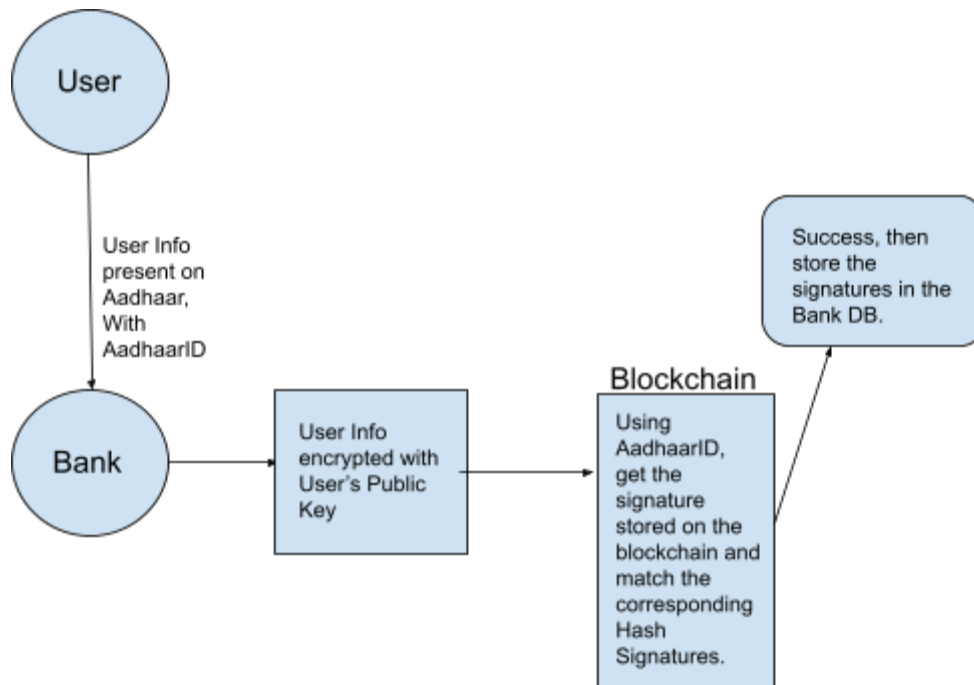 User
User Info
present on
Aadhaar,
With
AadhaarID
Bank
User Info
encrypted with
User's Public
Key
Blockchain
Using
AadhaarID,
get the
signature
stored on the
blockchain and
match the
corresponding
Hash
Signatures.
Success, then
store the
signatures in the
Bank DB.